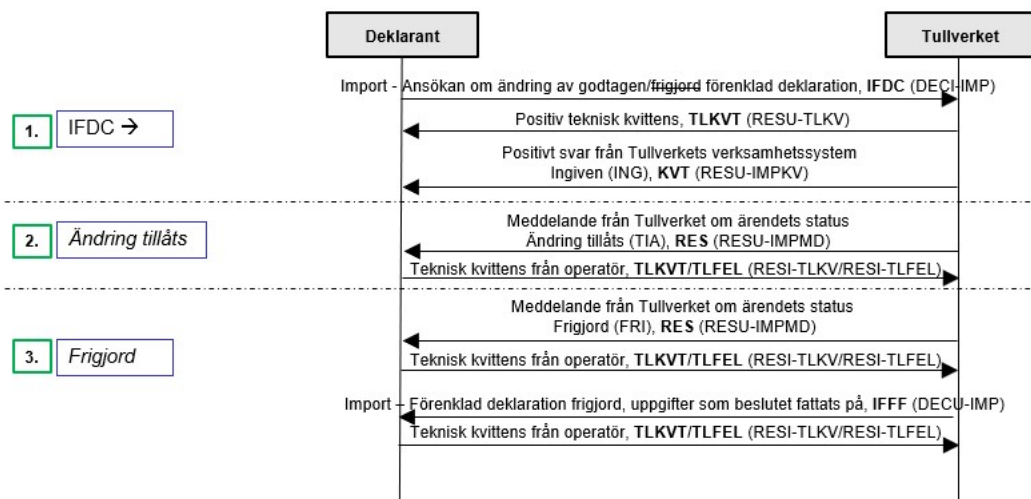 Deklarant
Tullverket
Import - Ansökan om ändring av godtagen/frigjord förenklad deklaration, IFDC (DECI-IMP)
1.
IFDC →
Positiv teknisk kvittens, TLKVT (RESU-TLKV)
Positivt svar från Tullverkets verksamhetssystem
Ingiven (ING), KVT (RESU-IMPKV)
2.
Ändring tillåts
Meddelande från Tullverket om ärendets status
Ändring tillåts (TIA), RES (RESU-IMPMD)
Teknisk kvittens från operatör, TLKVT/TLFEL (RESI-TLKV/RESI-TLFEL)
3.
Frigjord
Meddelande från Tullverket om ärendets status
Frigjord (FRI), RES (RESU-IMPMD)
Teknisk kvittens från operatör, TLKVT/TLFEL (RESI-TLKV/RESI-TLFEL)
Import – Förenklad deklaration frigjord, uppgifter som beslutet fattats på, IFFF (DECU-IMP)
Teknisk kvittens från operatör, TLKVT/TLFEL (RESI-TLKV/RESI-TLFEL)